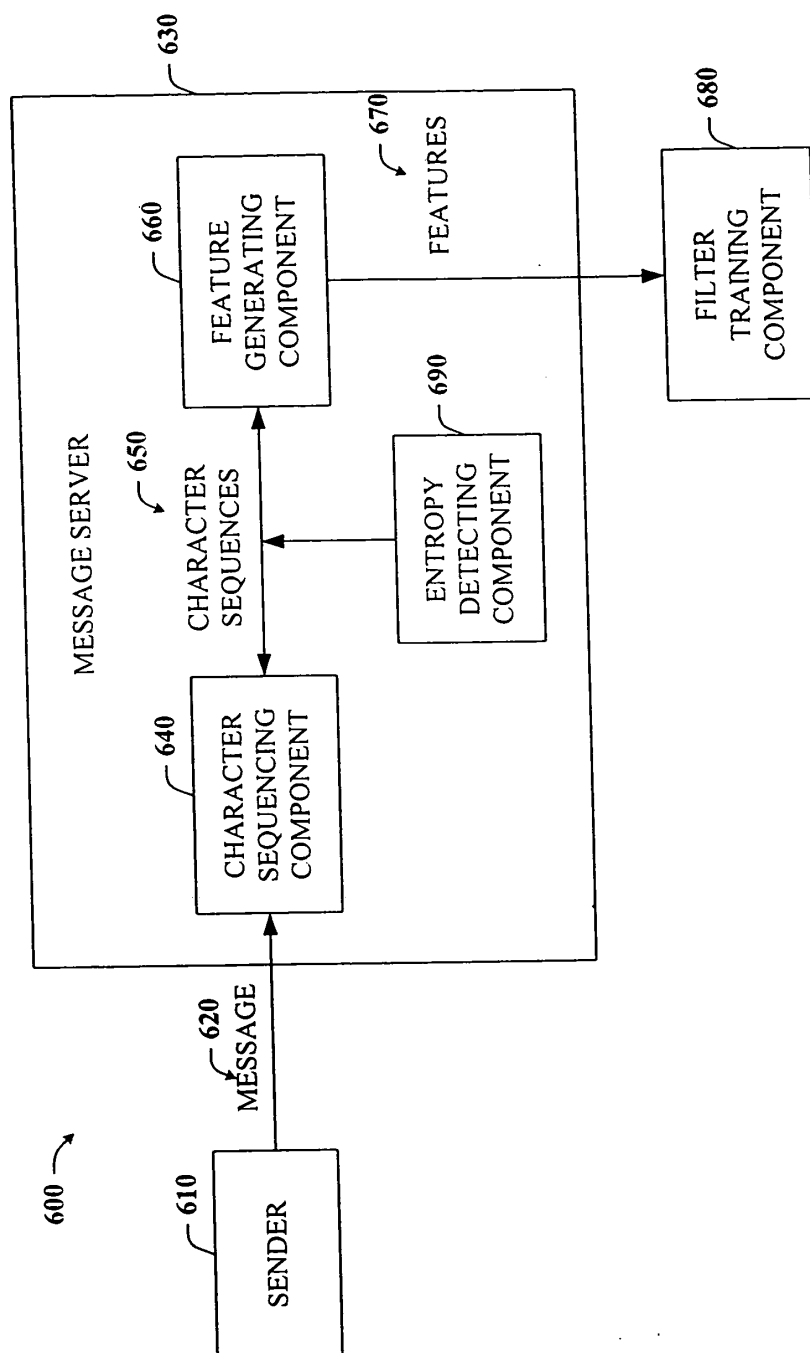 600
610
SENDER
620
MESSAGE
630
MESSAGE SERVER
640
CHARACTER
SEQUENCING
COMPONENT
650
CHARACTER
SEQUENCES
660
FEATURE
GENERATING
COMPONENT
670
FEATURES
690
ENTROPY
DETECTING
COMPONENT
680
FILTER
TRAINING
COMPONENT